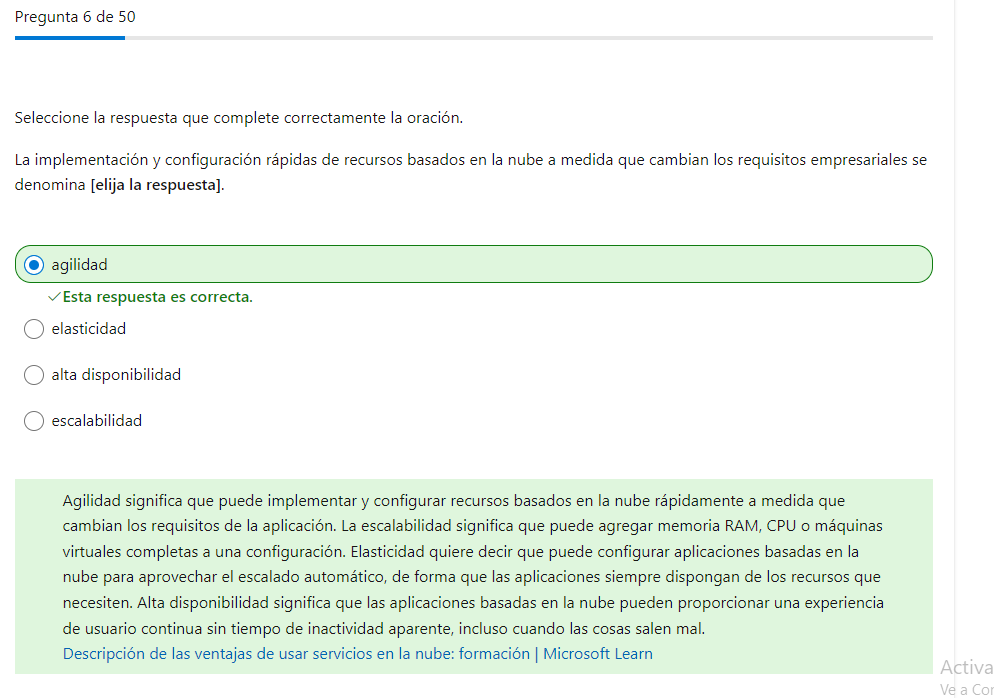 Pregunta 6 de 50
Seleccione la respuesta que complete correctamente la oración.
La implementación y configuración rápidas de recursos basados en la nube a medida que cambian los requisitos empresariales se
denomina [elija la respuesta].
agilidad
Esta respuesta es correcta.
elasticidad
alta disponibilidad
escalabilidad
Agilidad significa que puede implementar y configurar recursos basados en la nube rápidamente a medida que
cambian los requisitos de la aplicación. La escalabilidad significa que puede agregar memoria RAM, CPU o máquinas
virtuales completas a una configuración. Elasticidad quiere decir que puede configurar aplicaciones basadas en la
nube para aprovechar el escalado automático, de forma que las aplicaciones siempre dispongan de los recursos que
necesiten. Alta disponibilidad significa que las aplicaciones basadas en la nube pueden proporcionar una experiencia
de usuario continua sin tiempo de inactividad aparente, incluso cuando las cosas salen mal.
Descripción de las ventajas de usar servicios en la nube: formación | Microsoft Learn
Activa
Ve a Cor